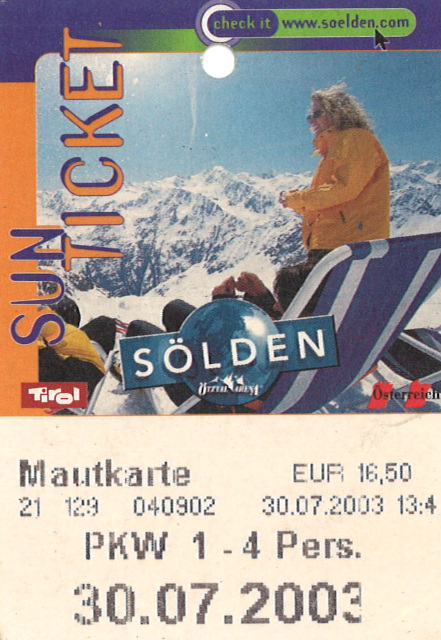 check it www.soelden.com
SUN TICKET
SÖLDEN
ÖTZTAL ARENA
Tirol
Österreich
Mautkarte EUR 16,50
21 129 040902 30.07.2003 13:4
PKW 1 - 4 Pers.
30.07.2003